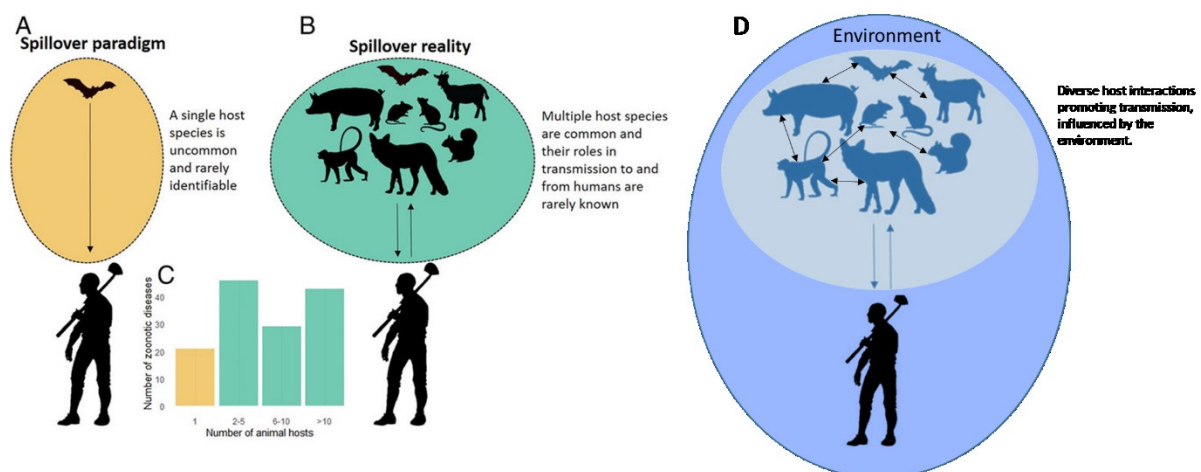 A
Spillover paradigm
A single host
species is
uncommon
and rarely
identifiable
B
Spillover reality
Multiple host species
are common and
their roles in
transmission to and
from humans are
rarely known
C
Number of zoonotic diseases
40
30
20
10
0
1
2-5
6-10
>10
Number of animal hosts
D
Environment
Diverse host interactions
promoting transmission,
influenced by the
environment.